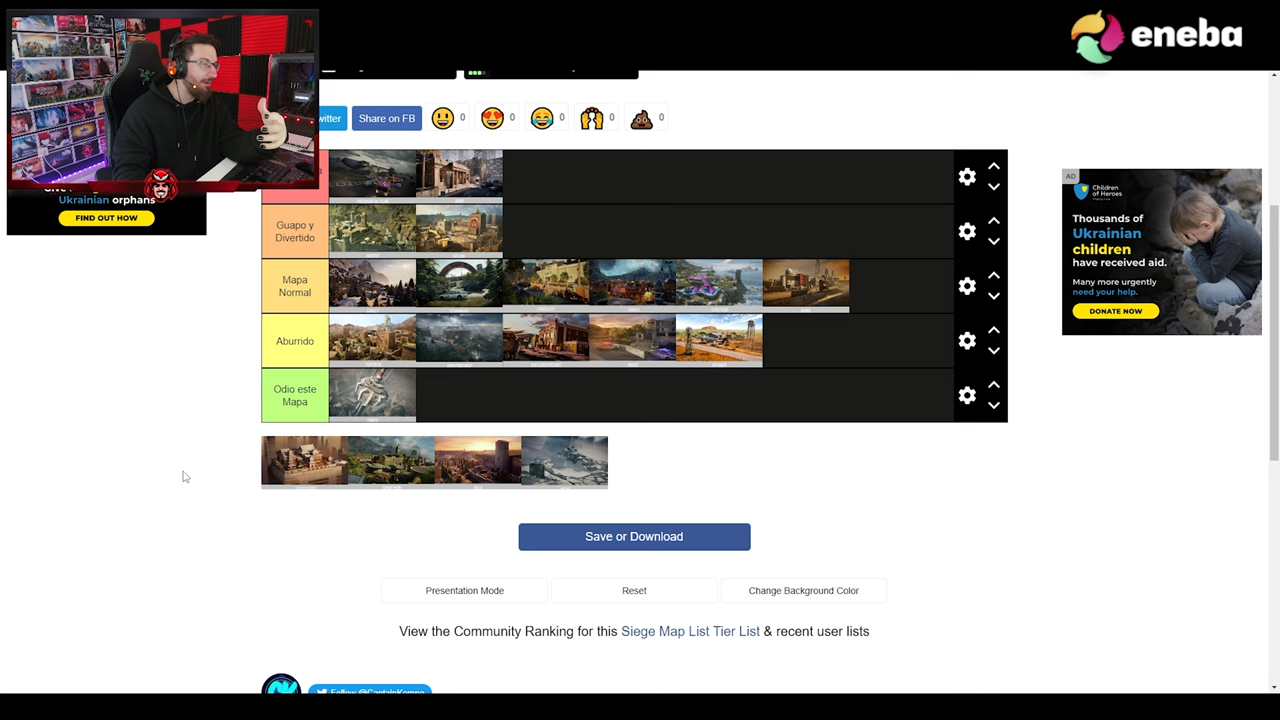 eneba
witter
Share on FB
0
0
0
0
0
Ukrainian orphans
FIND OUT HOW
Guapo y
Divertido
Mapa
Normal
Aburrido
Odio este
Mapa
AD
Children
of Heroes
Thousands of
Ukrainian
children
have received aid.
Many more urgently
need your help.
DONATE NOW
Save or Download
Presentation Mode
Reset
Change Background Color
View the Community Ranking for this Siege Map List Tier List & recent user lists
Follow @CaptainKempo